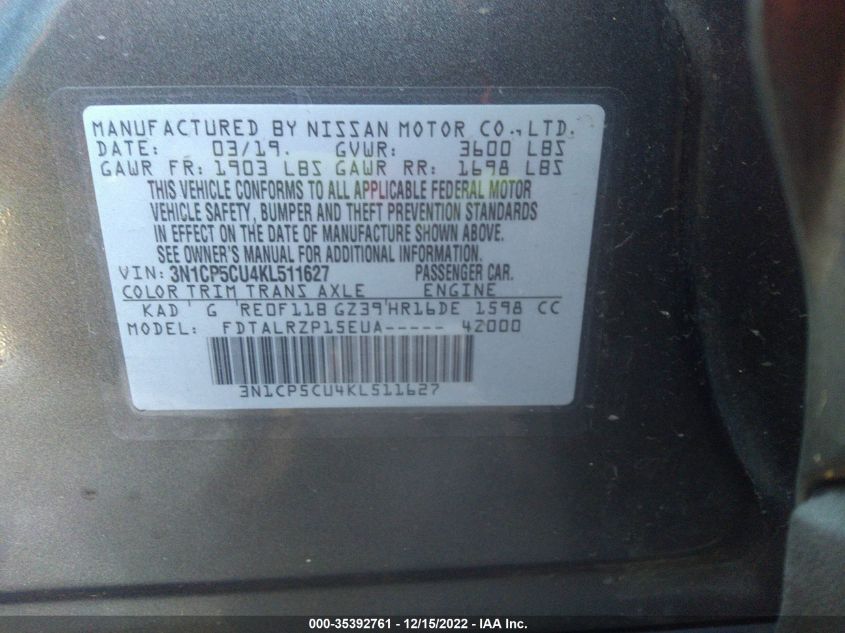 MANUFACTURED BY NISSAN MOTOR CO., LTD.
DATE: 03/19. GVWR: 3600 LBS
GAWR FR: 1903 LBS GAWR RR: 1698 LBS
THIS VEHICLE CONFORMS TO ALL APPLICABLE FEDERAL MOTOR
VEHICLE SAFETY, BUMPER AND THEFT PREVENTION STANDARDS
IN EFFECT ON THE DATE OF MANUFACTURE SHOWN ABOVE.
SEE OWNER'S MANUAL FOR ADDITIONAL INFORMATION.
VIN: 3N1CP5CU4KL511627 PASSENGER CAR.
COLOR TRIM TRANS AXLE ENGINE
KAD G RE0F11B GZ39 HR16DE 1598 CC
MODEL: FDTALRZP15EUA----- 42000
3N1CP5CU4KL511627
000-35392761 - 12/15/2022 - IAA Inc.